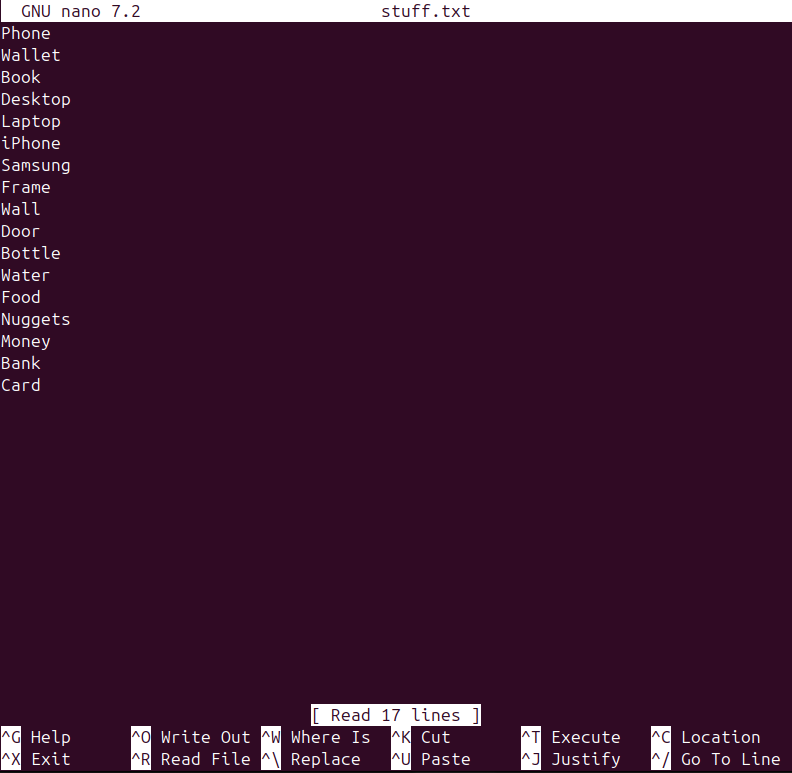 GNU nano 7.2 stuff.txt
Phone
Wallet
Book
Desktop
Laptop
iPhone
Samsung
Frame
Wall
Door
Bottle
Water
Food
Nuggets
Money
Bank
Card
[ Read 17 lines ]
^G Help ^O Write Out ^W Where Is ^K Cut ^T Execute ^C Location
^X Exit ^R Read File ^\ Replace ^U Paste ^J Justify ^/ Go To Line